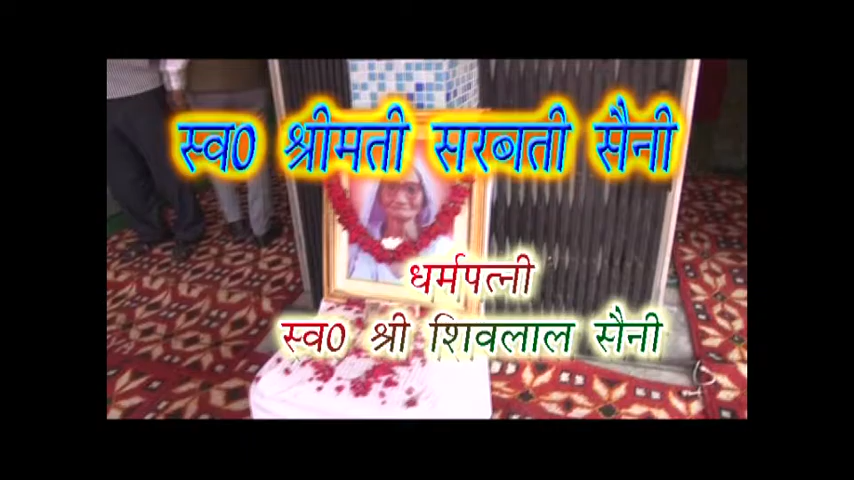 स्व0 श्रीमती सरबती सैनी
धर्मपत्नी
स्व0 श्री शिवलाल सैनी